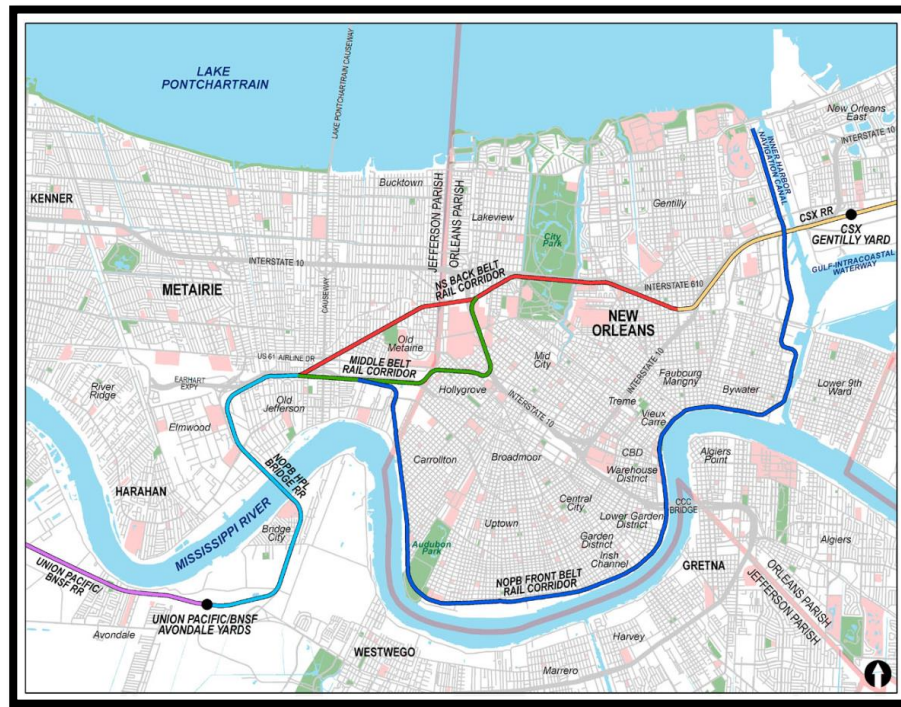 LAKE
PONTCHARTRAIN
LAKE PONTCHARTRAIN CAUSEWAY
New Orleans
East
INTERSTATE 10
INNER HARBOR
NAVIGATION CANAL
Bucktown
JEFFERSON PARISH
ORLEANS PARISH
KENNER
Lakeview
Gentilly
City
Park
CSX RR
CSX
GENTILLY YARD
INTERSTATE 10
NS BACK BELT
RAIL CORRIDOR
GULF-INTRACOASTAL
WATERWAY
METAIRIE
CAUSEWAY
INTERSTATE 610
NEW
ORLEANS
Old
Metairie
US-61 AIRLINE DR
MIDDLE BELT
RAIL CORRIDOR
Mid
City
INTERSTATE 10
EARHART
EXPY
River
Ridge
Old
Jefferson
Hollygrove
INTERSTATE 10
Faubourg
Marigny
Bywater
Lower 9th
Ward
Treme
Vieux
Carre
Elmwood
NOPB HPL
BRIDGE RR
Carrollton
Broadmoor
CBD
Warehouse
District
Algiers
Point
HARAHAN
MISSISSIPPI RIVER
Bridge
City
Uptown
Central
City
Lower Garden
District
CCC
BRIDGE
Garden
District
Irish
Channel
Algiers
Audubon
Park
UNION PACIFIC/
BNSF RR
NOPB FRONT BELT
RAIL CORRIDOR
GRETNA
ORLEANS PARISH
JEFFERSON PARISH
UNION PACIFIC/BNSF
AVONDALE YARDS
Avondale
WESTWEGO
Harvey
Marrero